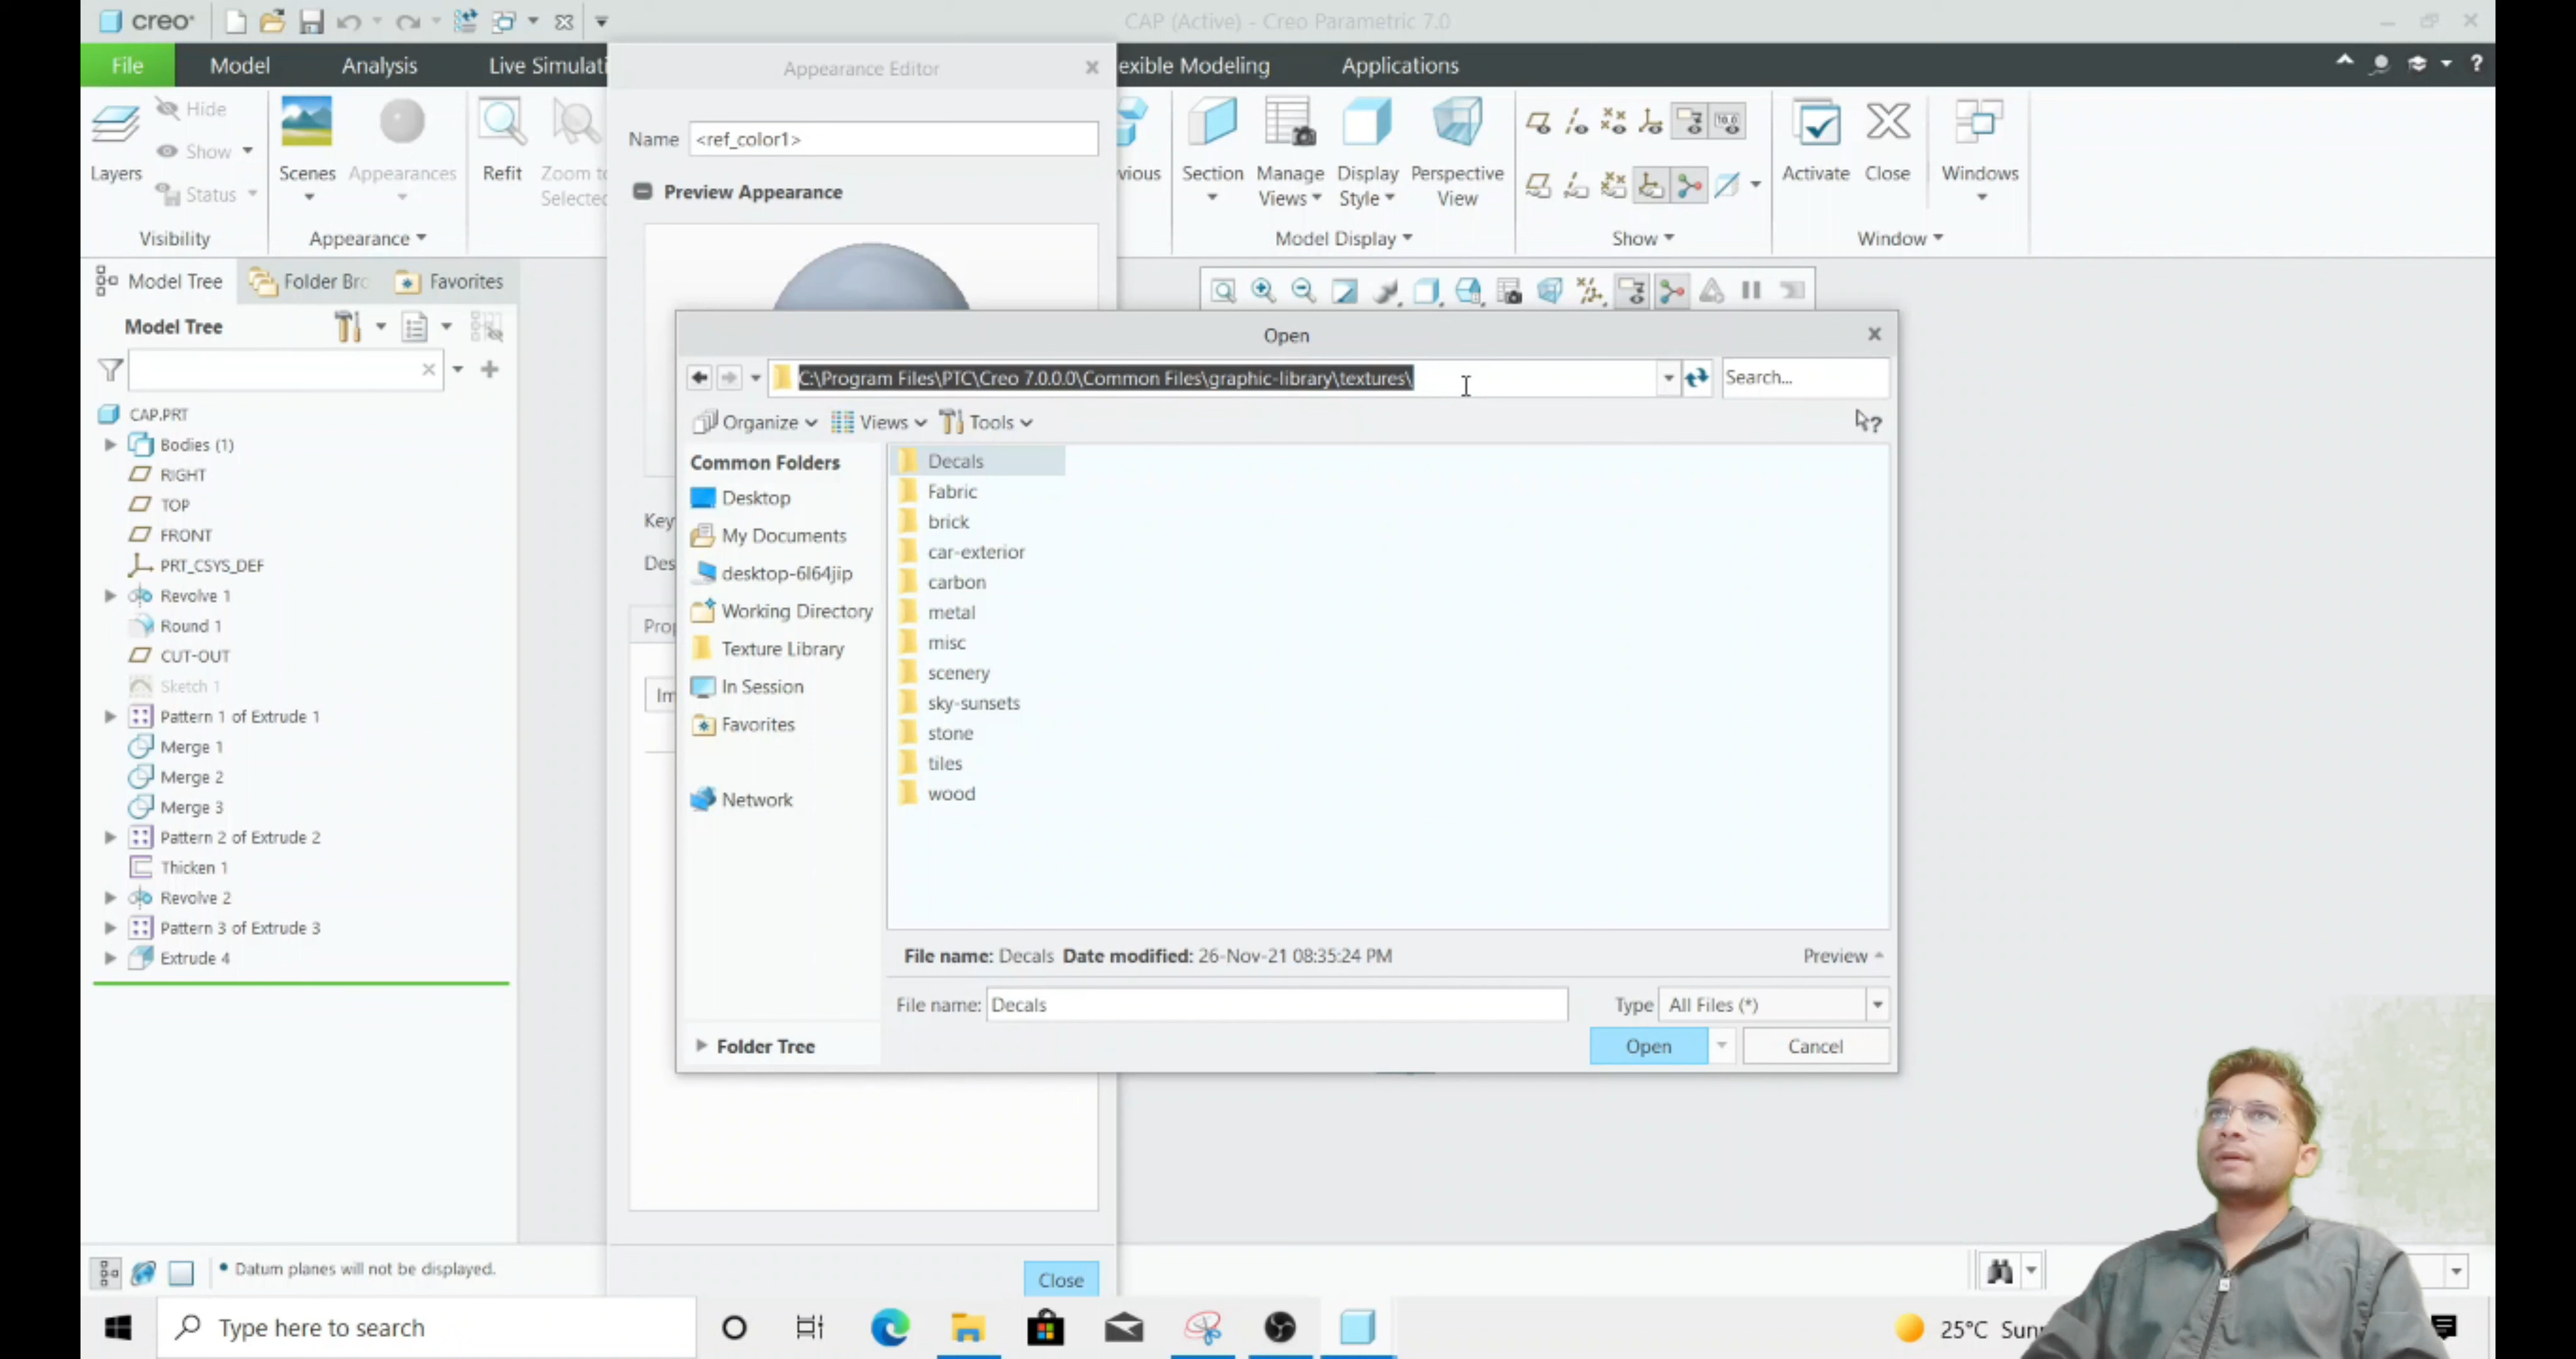 creo
CAP (Active) - Creo Parametric 7.0
File
Model
Analysis
Live Simulati
Appearance Editor
exible Modeling
Applications
Hide
Show
Status
Layers
Visibility
Scenes
Appearances
Appearance
Refit
Zoom to
Selected
Name <ref_color1>
Preview Appearance
vious
Section
Manage
Views
Display
Style
Perspective
View
Model Display
Show
Activate
Close
Windows
Window
Model Tree
Folder Brc
Favorites
Model Tree
CAP.PRT
Bodies (1)
RIGHT
TOP
FRONT
PRT_CSYS_DEF
Revolve 1
Round 1
CUT-OUT
Sketch 1
Pattern 1 of Extrude 1
Merge 1
Merge 2
Merge 3
Pattern 2 of Extrude 2
Thicken 1
Revolve 2
Pattern 3 of Extrude 3
Extrude 4
Key
Des
Prop
Im
Open
C:\Program Files\PTC\Creo 7.0.0.0\Common Files\graphic-library\textures\
Search...
Organize
Views
Tools
Common Folders
Desktop
My Documents
desktop-6l64jip
Working Directory
Texture Library
In Session
Favorites
Network
Folder Tree
Decals
Fabric
brick
car-exterior
carbon
metal
misc
scenery
sky-sunsets
stone
tiles
wood
File name: Decals Date modified: 26-Nov-21 08:35:24 PM
Preview
File name: Decals
Type All Files (*)
Open
Cancel
Close
Datum planes will not be displayed.
Type here to search
25°C Sunn